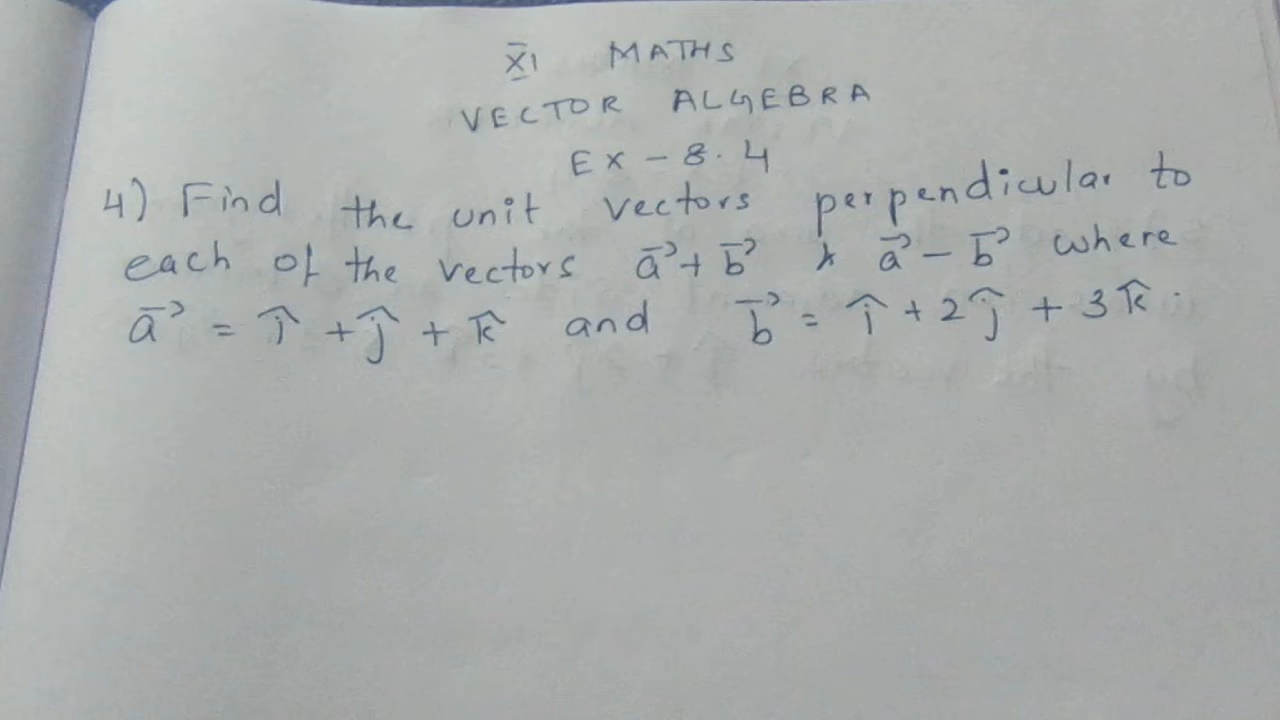 XI MATHS
VECTOR ALGEBRA
EX - 8.4
4) Find the unit vectors perpendicular to
each of the vectors a⃗ + b⃗ & a⃗ - b⃗ where
a⃗ = î + ĵ + k̂ and b⃗ = î + 2ĵ + 3k̂.